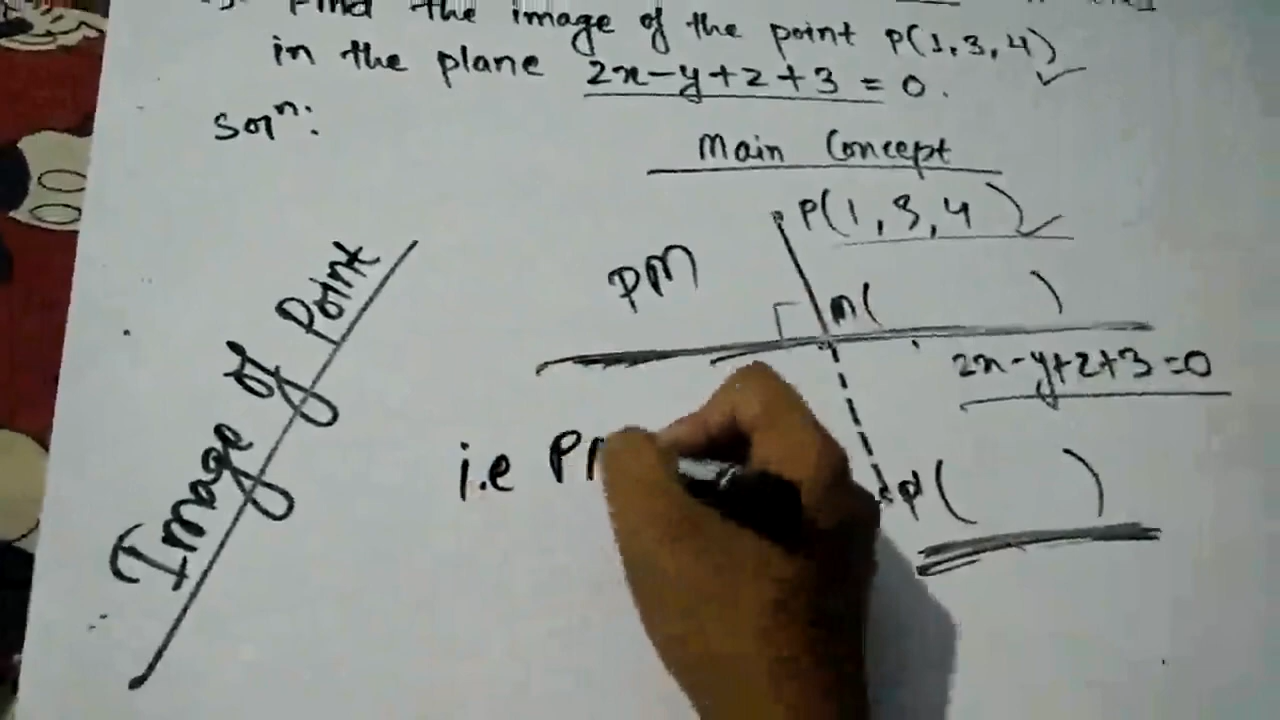 Find the image of the point P(1,3,4)
in the plane 2x-y+z+3=0.
Solⁿ:
Main Concept
P(1,3,4)
PM
M( )
2x-y+z+3=0
i.e PM
P'( )
Image of Point